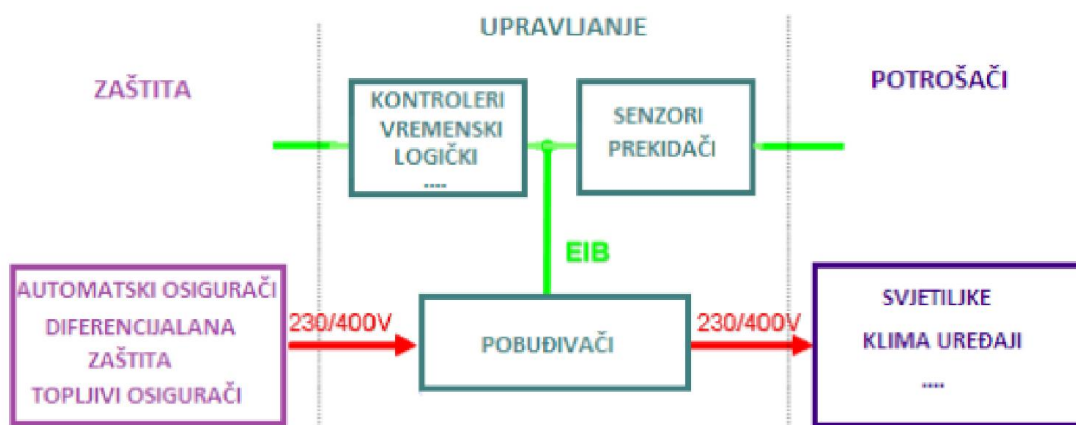 UPRAVLJANJE
ZAŠTITA
POTROŠAČI
KONTROLERI
VREMENSKI
LOGIČKI
....
SENZORI
PREKIDAČI
EIB
AUTOMATSKI OSIGURAČI
DIFERENCIJALANA
ZAŠTITA
TOPLJIVI OSIGURAČI
230/400V
POBUĐIVAČI
230/400V
SVJETILJKE
KLIMA UREĐAJI
....